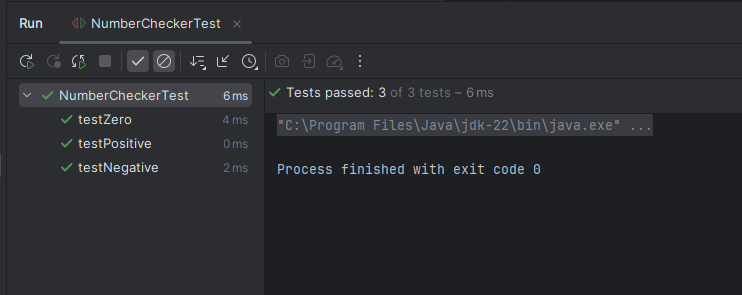 Run NumberCheckerTest
NumberCheckerTest 6 ms
testZero 4 ms
testPositive 0 ms
testNegative 2 ms
Tests passed: 3 of 3 tests – 6 ms
"C:\Program Files\Java\jdk-22\bin\java.exe" ...
Process finished with exit code 0